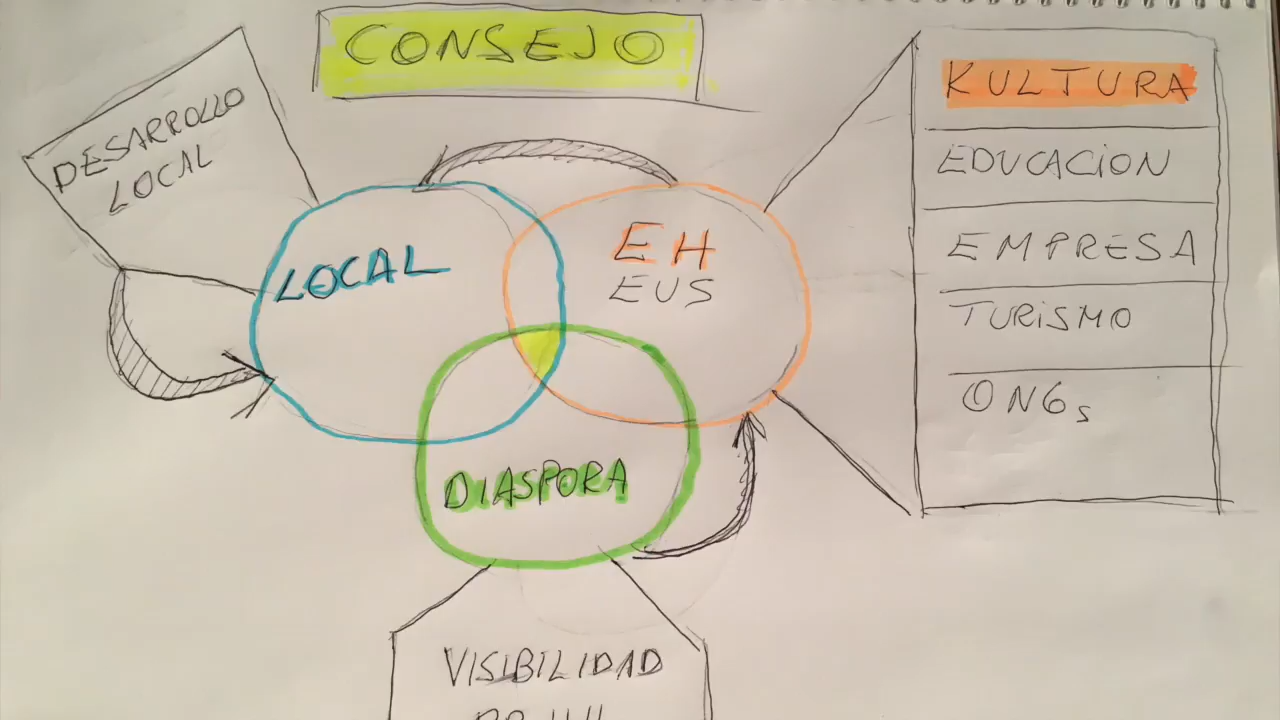 CONSEJO
DESARROLLO
LOCAL
LOCAL
EH
EUS
DIASPORA
VISIBILIDAD
KULTURA
EDUCACiON
EMPRESA
TURiSMO
ONGs